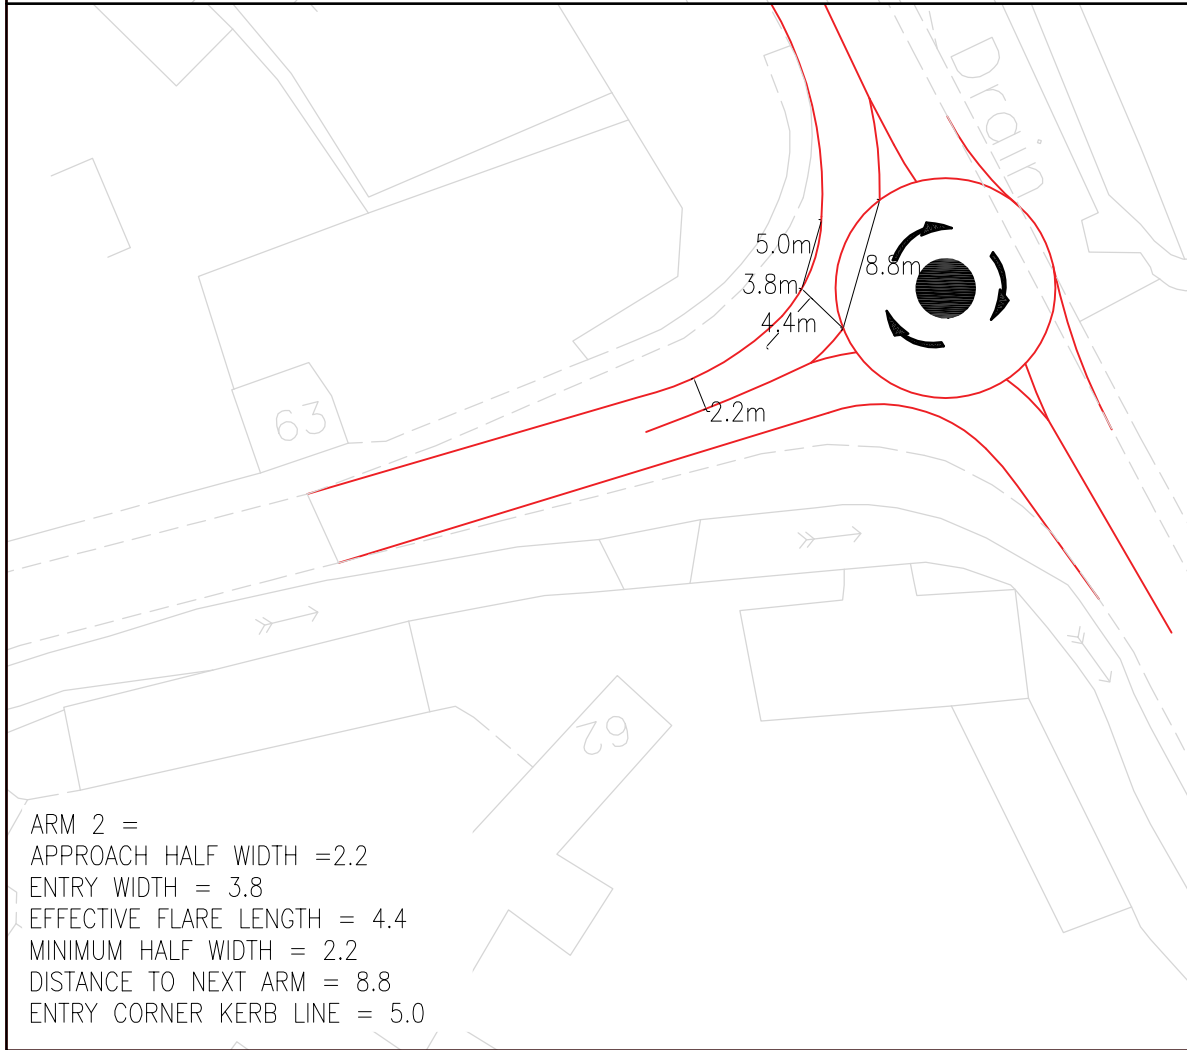 Drain
5.0m
8.8m
3.8m
4.4m
2.2m
63
62
ARM 2 =
APPROACH HALF WIDTH =2.2
ENTRY WIDTH = 3.8
EFFECTIVE FLARE LENGTH = 4.4
MINIMUM HALF WIDTH = 2.2
DISTANCE TO NEXT ARM = 8.8
ENTRY CORNER KERB LINE = 5.0